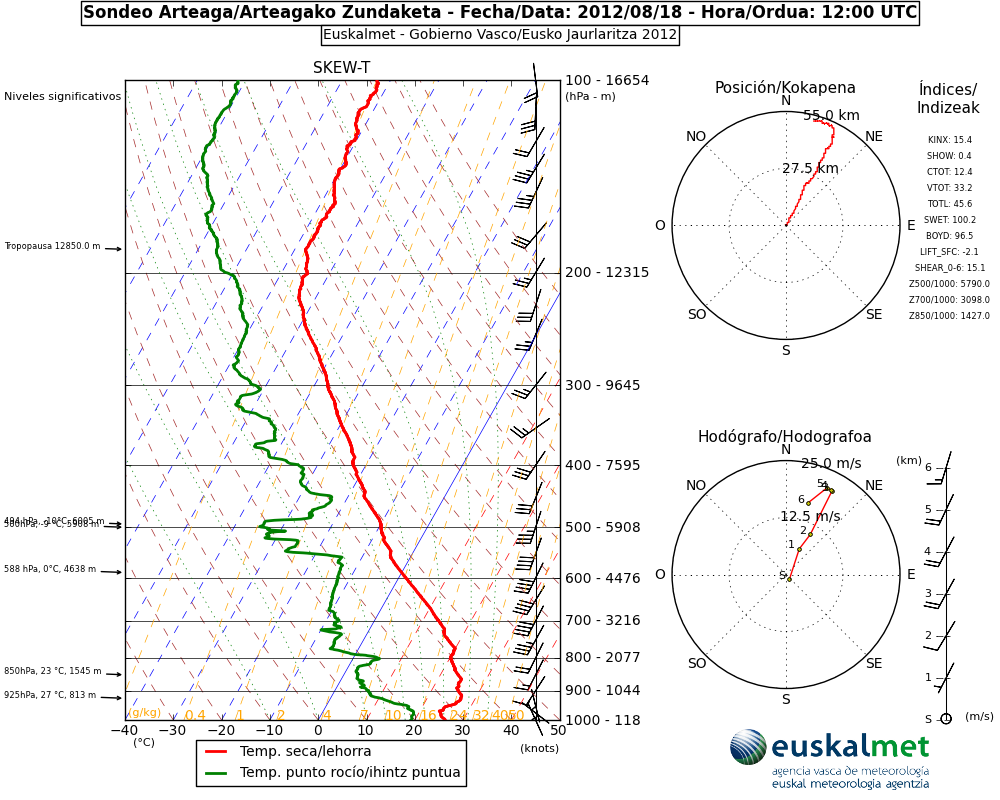 Sondeo Arteaga/Arteagako Zundaketa - Fecha/Data: 2012/08/18 - Hora/Ordua: 12:00 UTC
Euskalmet - Gobierno Vasco/Eusko Jaurlaritza 2012
SKEW-T
Niveles significativos
Tropopausa 12850.0 m
588 hPa, 0°C, 4638 m
850hPa, 23 °C, 1545 m
925hPa, 27 °C, 813 m
100 - 16654
(hPa - m)
200 - 12315
300 - 9645
400 - 7595
500 - 5908
600 - 4476
700 - 3216
800 - 2077
900 - 1044
1000 - 118
(g/kg) 0.4 1 2 4 7 10 16 24 32 40 50
−40 −30 −20 −10 0 10 20 30 40 50
(°C)
(knots)
Temp. seca/lehorra
Temp. punto rocío/ihintz puntua
Posición/Kokapena
N
55.0 km
NO
NE
27.5 km
O
E
SO
SE
S
Índices/
Indizeak
KINX: 15.4
SHOW: 0.4
CTOT: 12.4
VTOT: 33.2
TOTL: 45.6
SWET: 100.2
BOYD: 96.5
LIFT_SFC: -2.1
SHEAR_0-6: 15.1
Z500/1000: 5790.0
Z700/1000: 3098.0
Z850/1000: 1427.0
Hodógrafo/Hodografoa
N
25.0 m/s
NO
NE
5
6
12.5 m/s
2
1
S
O
E
SO
SE
S
(km)
6
5
4
3
2
1
S
(m/s)
euskalmet
agencia vasca de meteorología
euskal meteorologia agentzia